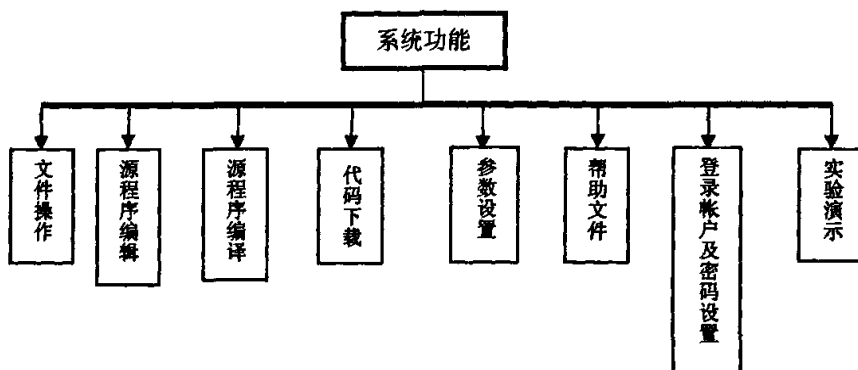 系统功能
文件操作
源程序编辑
源程序编译
代码下载
参数设置
帮助文件
登录帐户及密码设置
实验演示